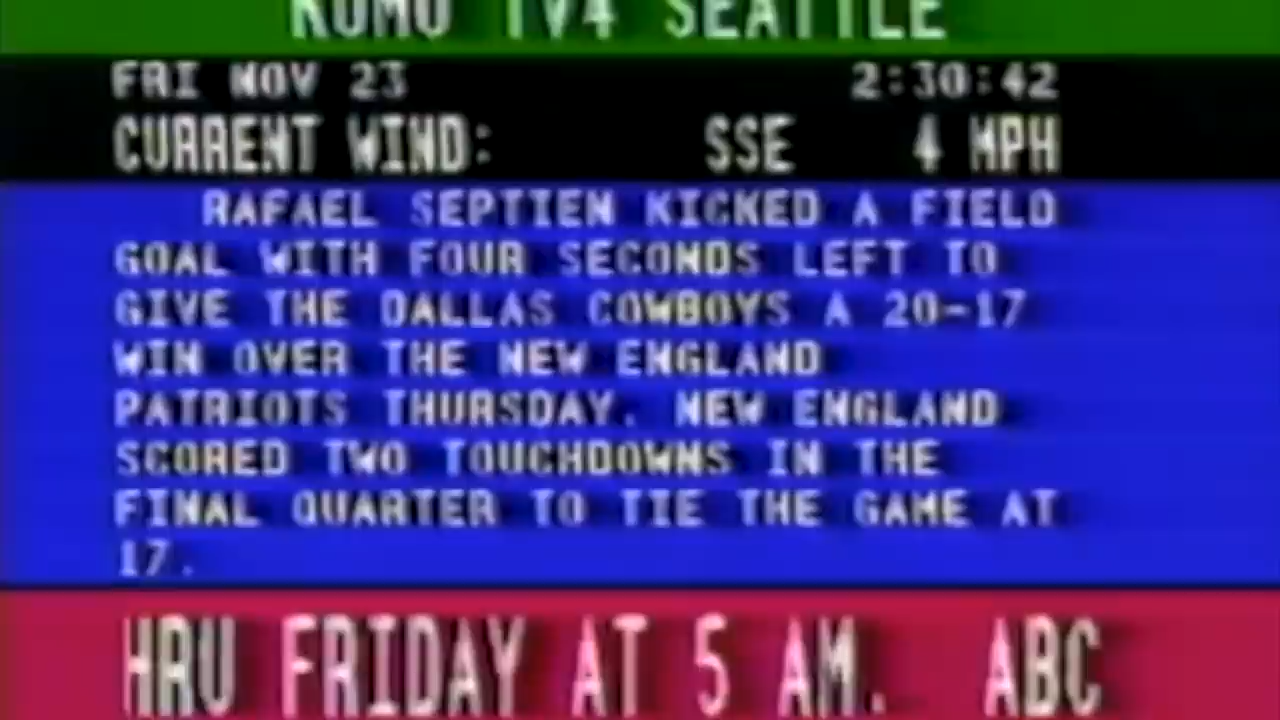 KOMO TV4 SEATTLE
FRI NOV 23 2:30:42
CURRENT WIND: SSE 4 MPH
RAFAEL SEPTIEN KICKED A FIELD
GOAL WITH FOUR SECONDS LEFT TO
GIVE THE DALLAS COWBOYS A 20-17
WIN OVER THE NEW ENGLAND
PATRIOTS THURSDAY. NEW ENGLAND
SCORED TWO TOUCHDOWNS IN THE
FINAL QUARTER TO TIE THE GAME AT
17.
HRU FRIDAY AT 5 AM. ABC